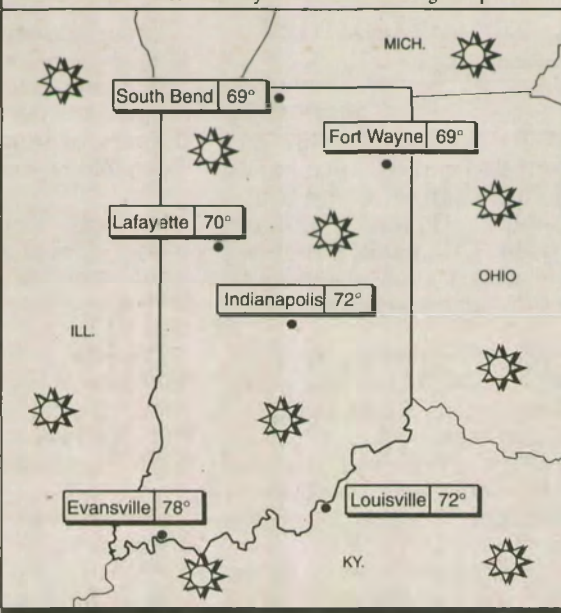 MICH.
South Bend 69°
Fort Wayne 69°
Lafayette 70°
OHIO
Indianapolis 72°
ILL.
Evansville 78°
Louisville 72°
KY.